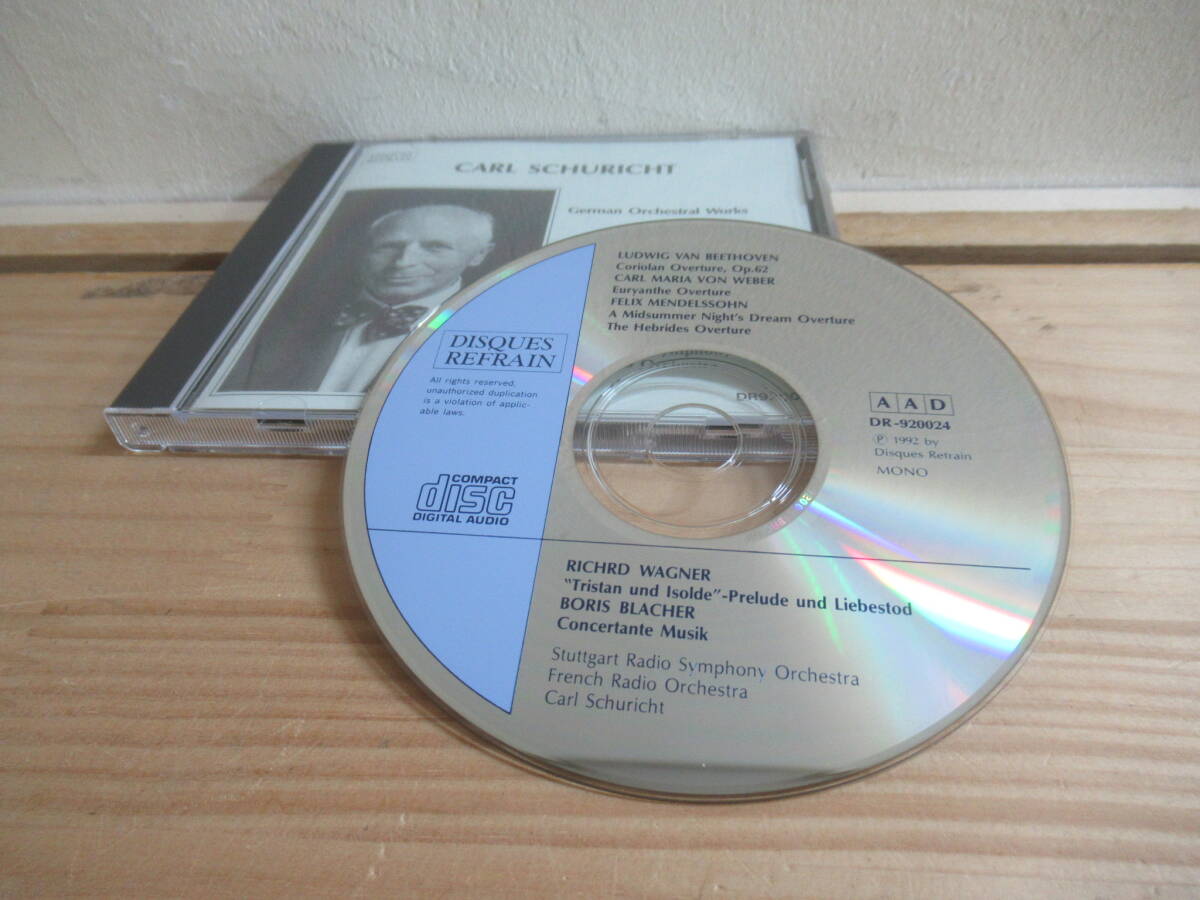 CARL SCHURICHT
German Orchestral Works
LUDWIG VAN BEETHOVEN
Coriolan Overture, Op.62
CARL MARIA VON WEBER
Euryanthe Overture
FELIX MENDELSSOHN
A Midsummer Night's Dream Overture
The Hebrides Overture
DISQUES
REFRAIN
All rights reserved,
unauthorized duplication
is a violation of applic-
able laws.
COMPACT
disc
DIGITAL AUDIO
AAD
DR-920024
Ⓟ 1992 by
Disques Refrain
MONO
RICHRD WAGNER
"Tristan und Isolde"-Prelude und Liebestod
BORIS BLACHER
Concertante Musik
Stuttgart Radio Symphony Orchestra
French Radio Orchestra
Carl Schuricht